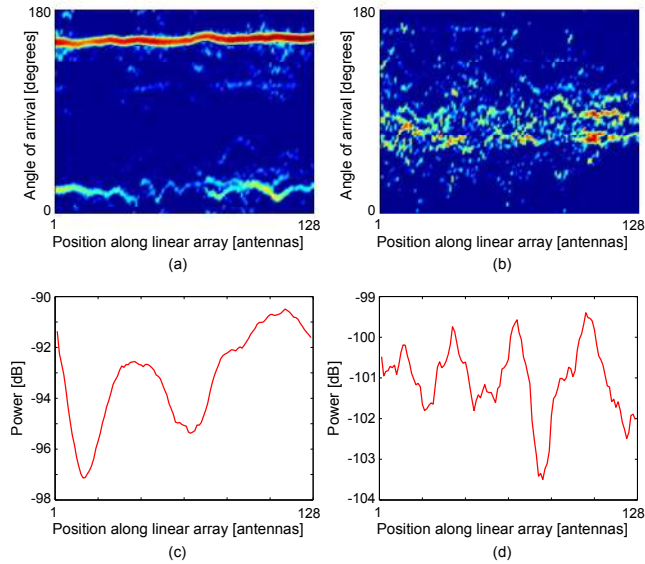 180
Angle of arrival [degrees]
0
1
128
Position along linear array [antennas]
(a)
180
Angle of arrival [degrees]
0
1
128
Position along linear array [antennas]
(b)
-90
-92
-94
-96
-98
Power [dB]
1
128
Position along linear array [antennas]
(c)
-99
-100
-101
-102
-103
-104
Power [dB]
1
128
Position along linear array [antennas]
(d)